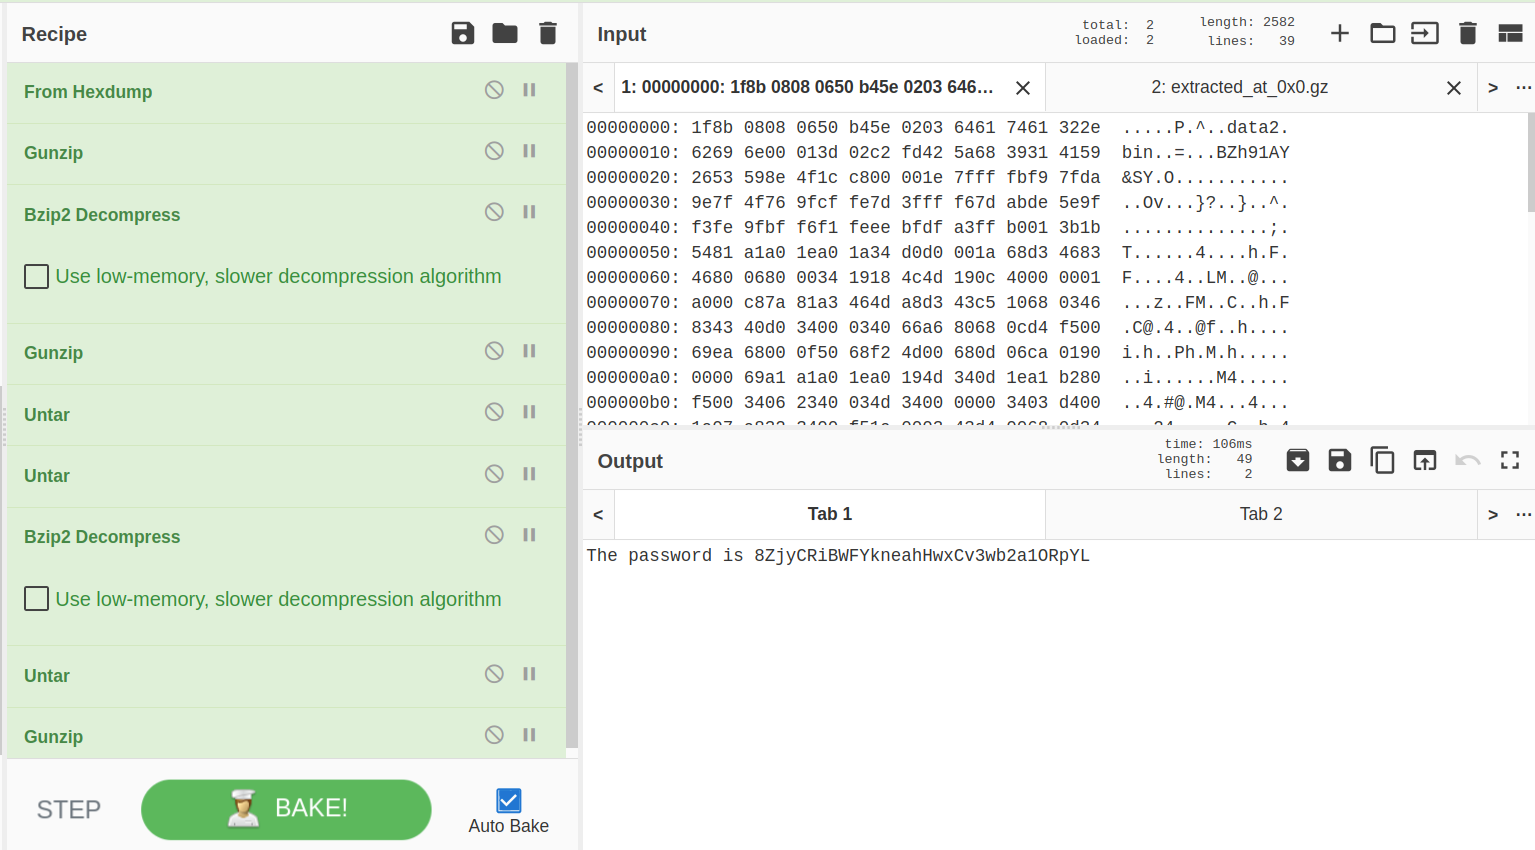 Recipe
From Hexdump
Gunzip
Bzip2 Decompress
Use low-memory, slower decompression algorithm
Gunzip
Untar
Untar
Bzip2 Decompress
Use low-memory, slower decompression algorithm
Untar
Gunzip
STEP
BAKE!
Auto Bake
Input
total: 2
loaded: 2
length: 2582
lines: 39
< 1: 00000000: 1f8b 0808 0650 b45e 0203 646... 2: extracted_at_0x0.gz > ...
00000000: 1f8b 0808 0650 b45e 0203 6461 7461 322e .....P.^..data2.
00000010: 6269 6e00 013d 02c2 fd42 5a68 3931 4159 bin..=...BZh91AY
00000020: 2653 598e 4f1c c800 001e 7fff fbf9 7fda &SY.O...........
00000030: 9e7f 4f76 9fcf fe7d 3fff f67d abde 5e9f ..Ov...}?..}..^.
00000040: f3fe 9fbf f6f1 feee bfdf a3ff b001 3b1b ..............;.
00000050: 5481 a1a0 1ea0 1a34 d0d0 001a 68d3 4683 T......4....h.F.
00000060: 4680 0680 0034 1918 4c4d 190c 4000 0001 F....4..LM..@...
00000070: a000 c87a 81a3 464d a8d3 43c5 1068 0346 ...z..FM..C..h.F
00000080: 8343 40d0 3400 0340 66a6 8068 0cd4 f500 .C@.4..@f..h....
00000090: 69ea 6800 0f50 68f2 4d00 680d 06ca 0190 i.h..Ph.M.h.....
000000a0: 0000 69a1 a1a0 1ea0 194d 340d 1ea1 b280 ..i......M4.....
000000b0: f500 3406 2340 034d 3400 0000 3403 d400 ..4.#@.M4...4...
Output
time: 106ms
length: 49
lines: 2
< Tab 1 Tab 2 > ...
The password is 8ZjyCRiBWFYkneahHwxCv3wb2a1ORpYL